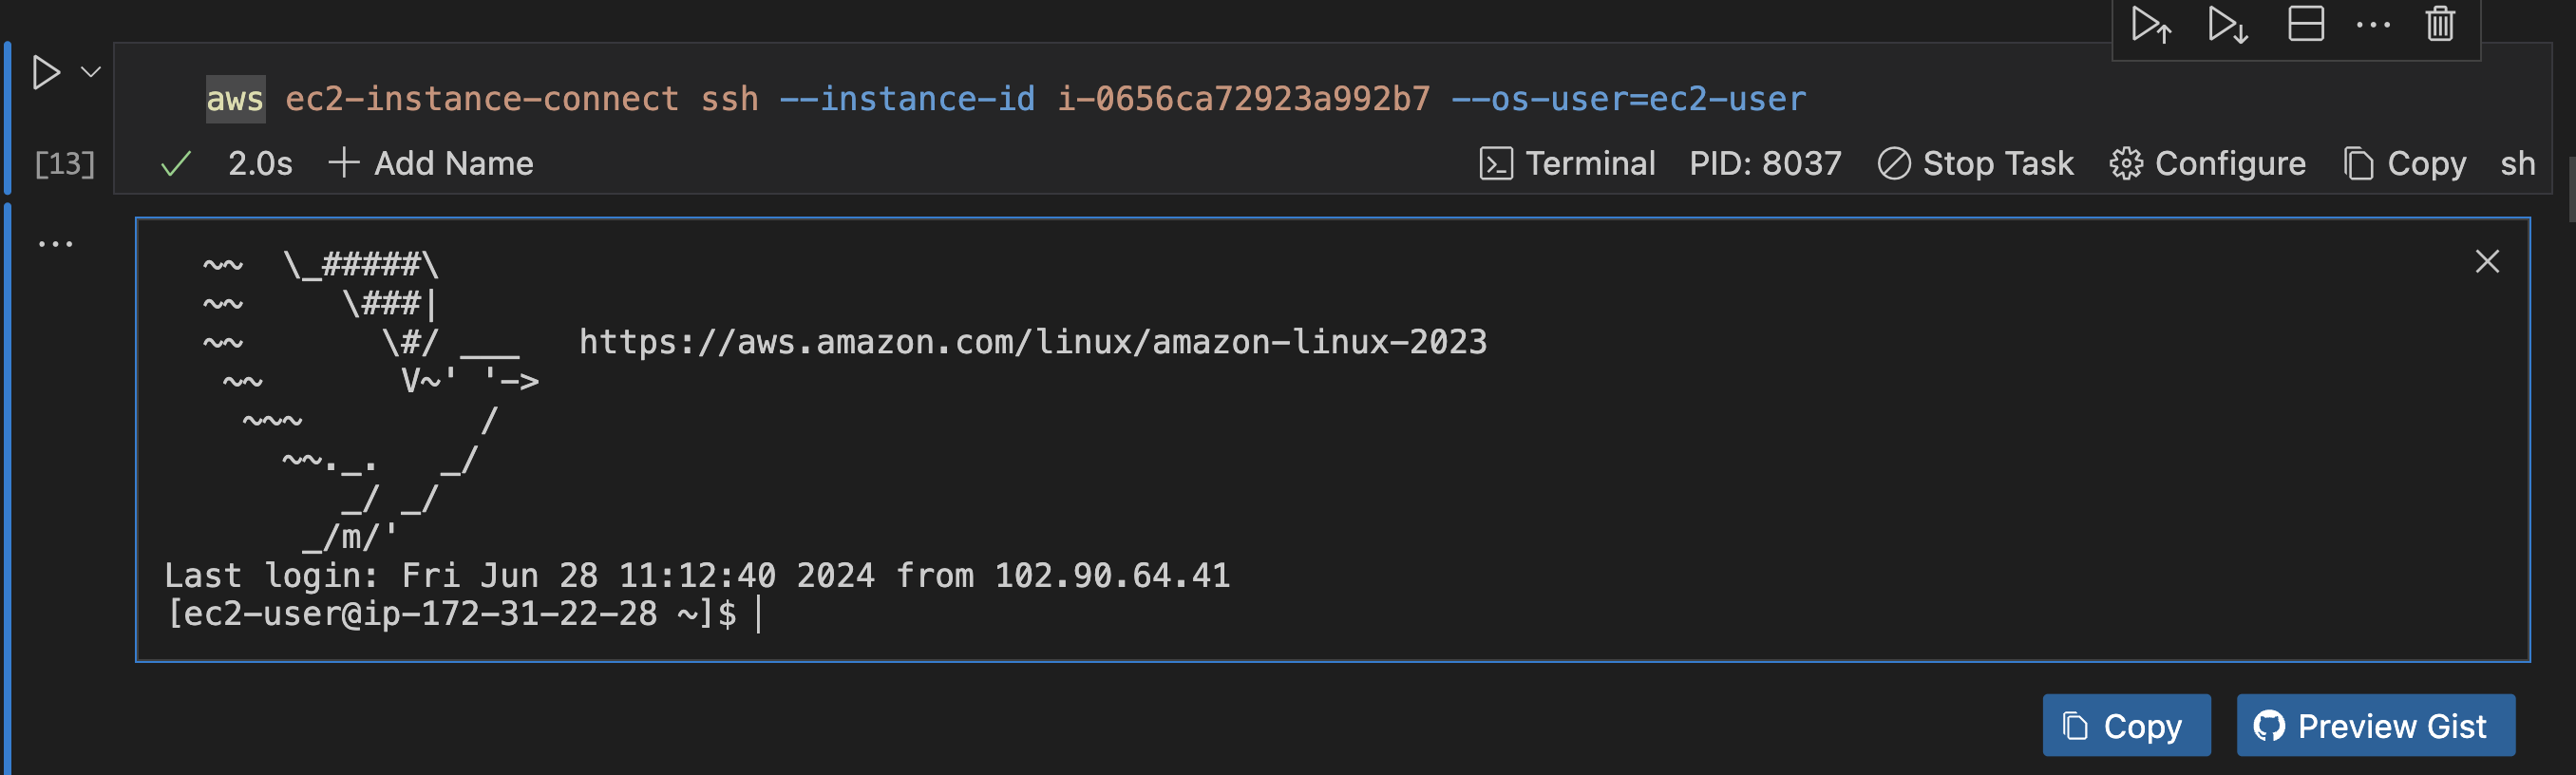 aws ec2-instance-connect ssh --instance-id i-0656ca72923a992b7 --os-user=ec2-user
[13] 2.0s + Add Name Terminal PID: 8037 Stop Task Configure Copy sh
...
  ~~  \_#####\
  ~~     \###|
  ~~       \#/ ___   https://aws.amazon.com/linux/amazon-linux-2023
   ~~       V~' '->
    ~~~         /
      ~~._.   _/
         _/ _/
       _/m/'
Last login: Fri Jun 28 11:12:40 2024 from 102.90.64.41
[ec2-user@ip-172-31-22-28 ~]$
Copy Preview Gist